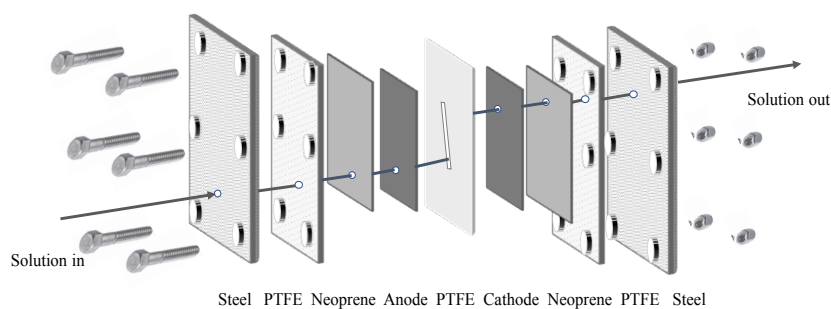 Solution out
Solution in
Steel PTFE Neoprene Anode PTFE Cathode Neoprene PTFE Steel